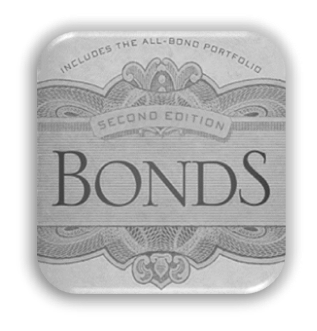 INCLUDES THE ALL-BOND PORTFOLIO
SECOND EDITION
BONDS